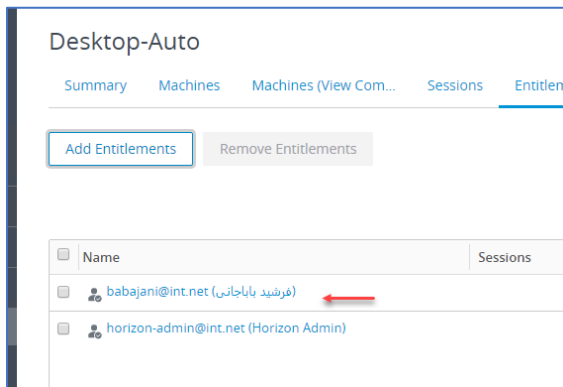 Desktop-Auto
Summary Machines Machines (View Com... Sessions Entitlem
Add Entitlements Remove Entitlements
Name Sessions
babajani@int.net (فرشید باباجانی)
horizon-admin@int.net (Horizon Admin)